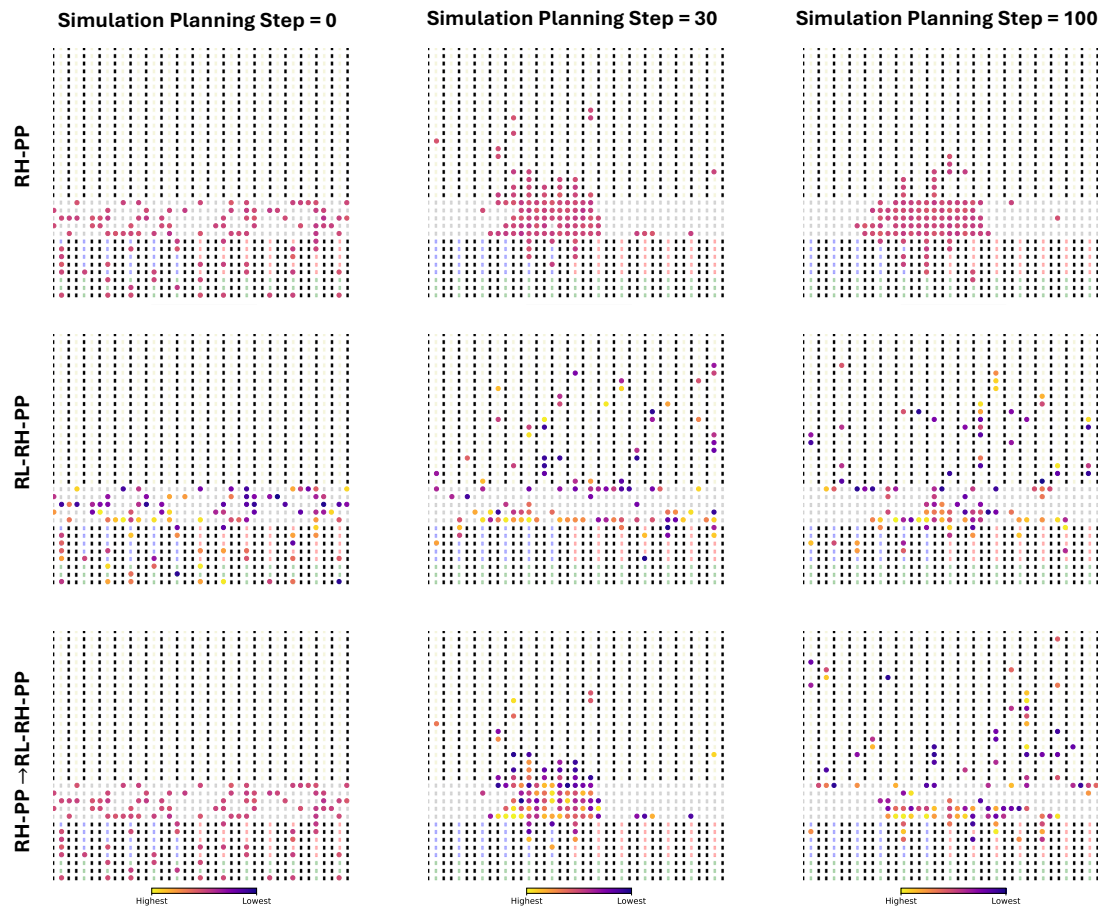 Simulation Planning Step = 0
Simulation Planning Step = 30
Simulation Planning Step = 100
RH-PP
RL-RH-PP
RH-PP →RL-RH-PP
Highest
Lowest
Highest
Lowest
Highest
Lowest